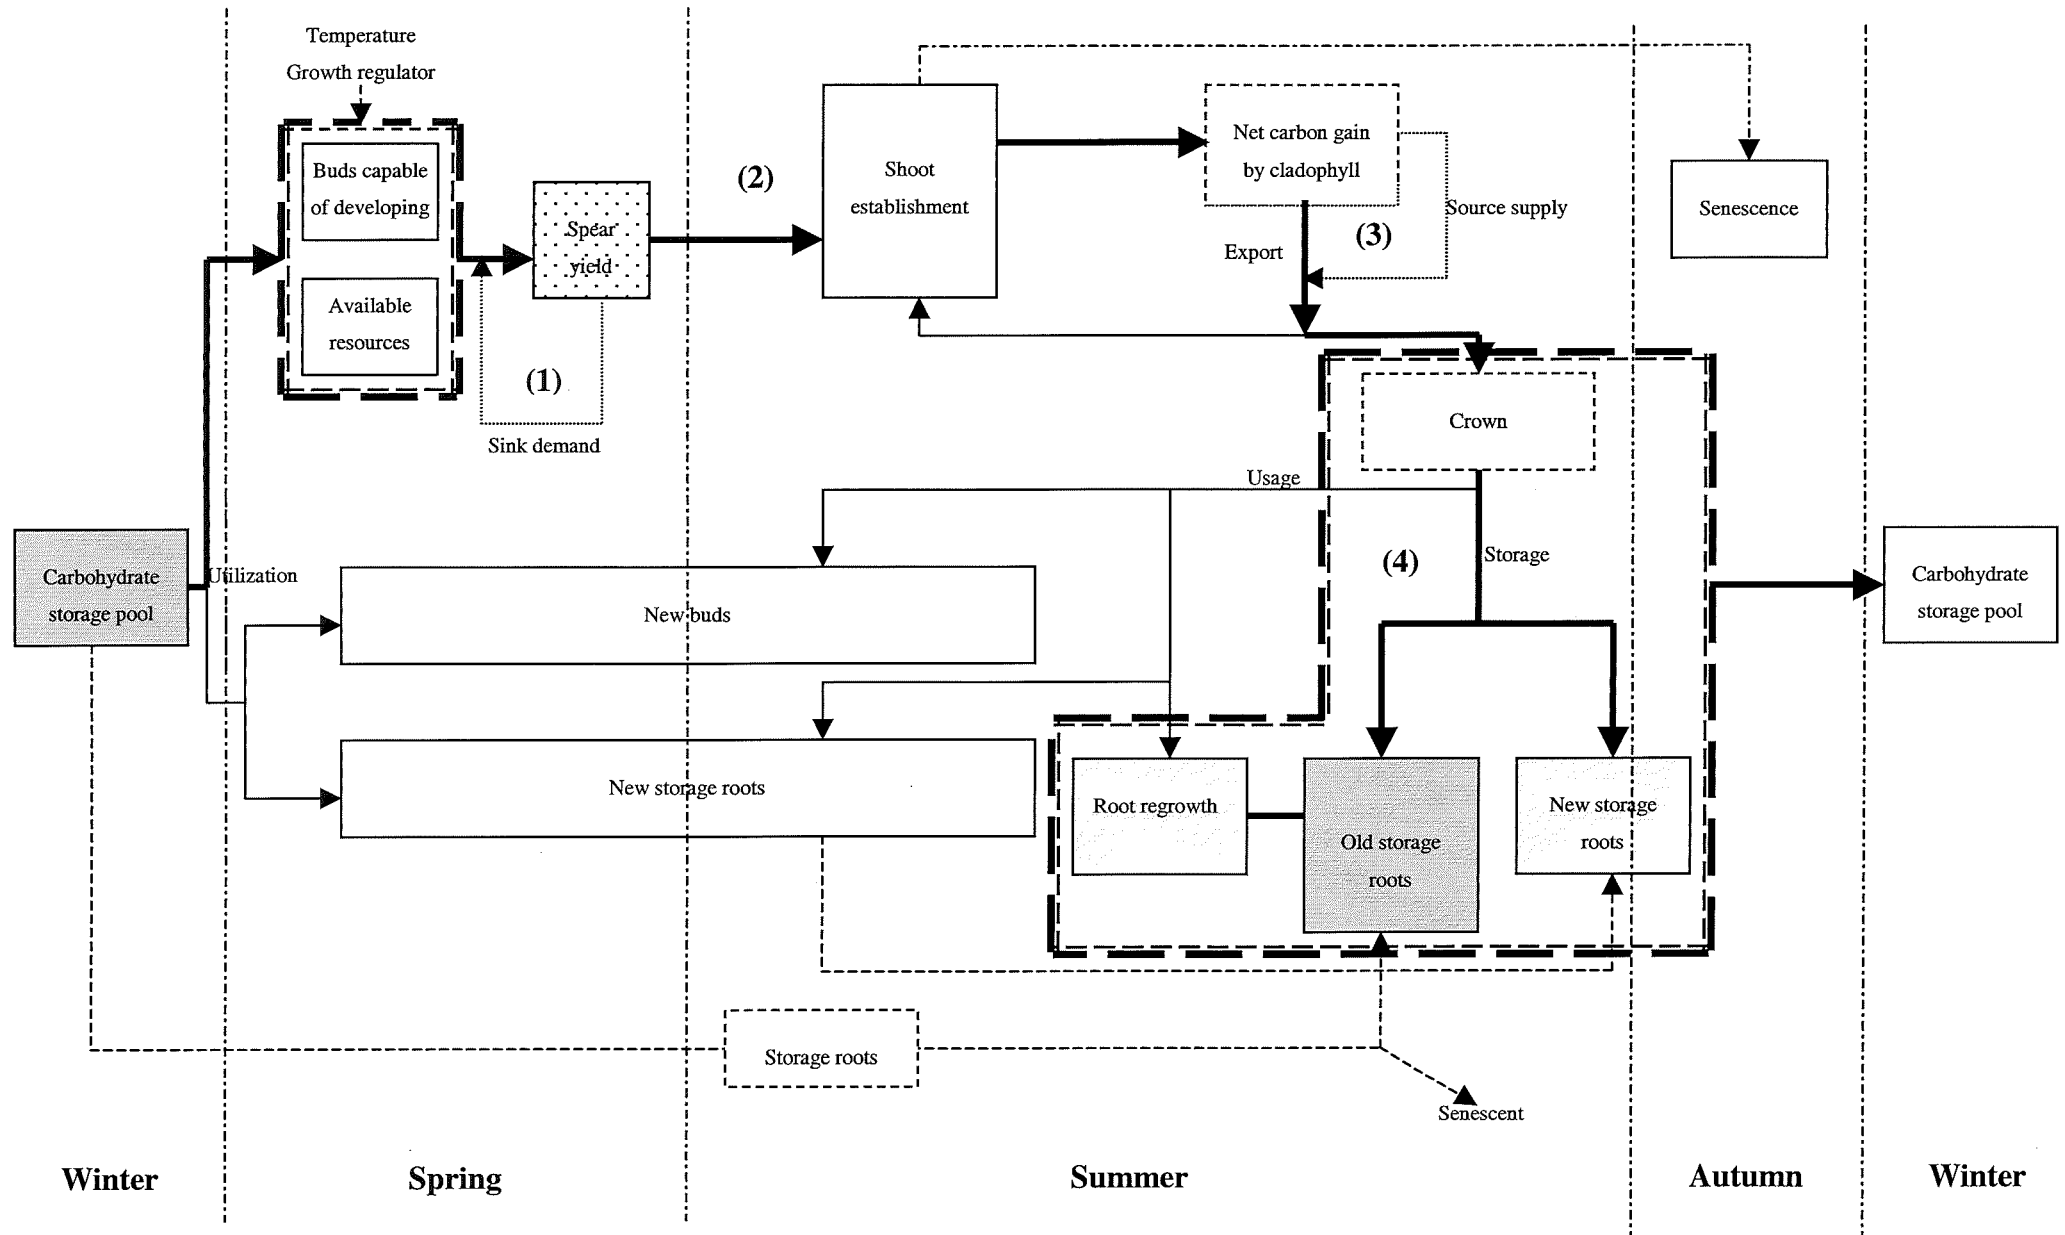 Temperature
Growth regulator
Buds capable
of developing
Available
resources
Spear
yield
(1)
Sink demand
(2)
Shoot
establishment
Net carbon gain
by cladophyll
Source supply
(3)
Export
Senescence
Crown
Usage
(4)
Storage
Carbohydrate
storage pool
Utilization
New buds
New storage roots
Root regrowth
Old storage
roots
New storage
roots
Carbohydrate
storage pool
Storage roots
Senescent
Winter
Spring
Summer
Autumn
Winter